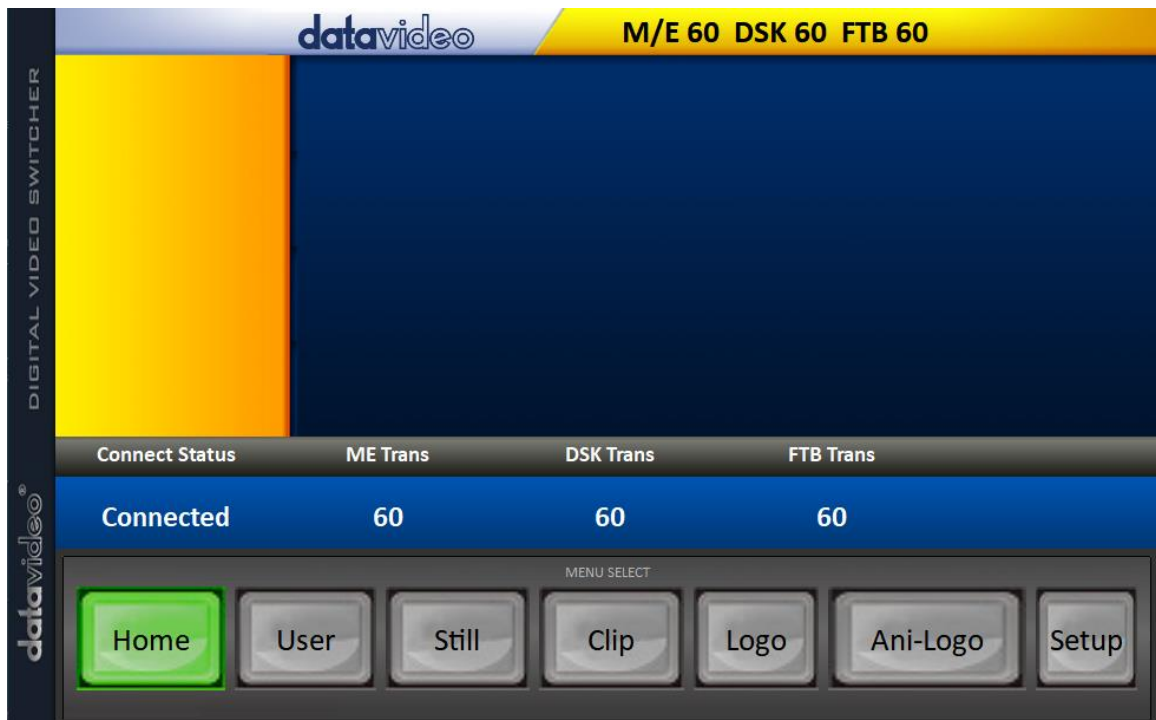 datavideo M/E 60 DSK 60 FTB 60
DIGITAL VIDEO SWITCHER
datavideo®
Connect Status ME Trans DSK Trans FTB Trans
Connected 60 60 60
MENU SELECT
Home User Still Clip Logo Ani-Logo Setup